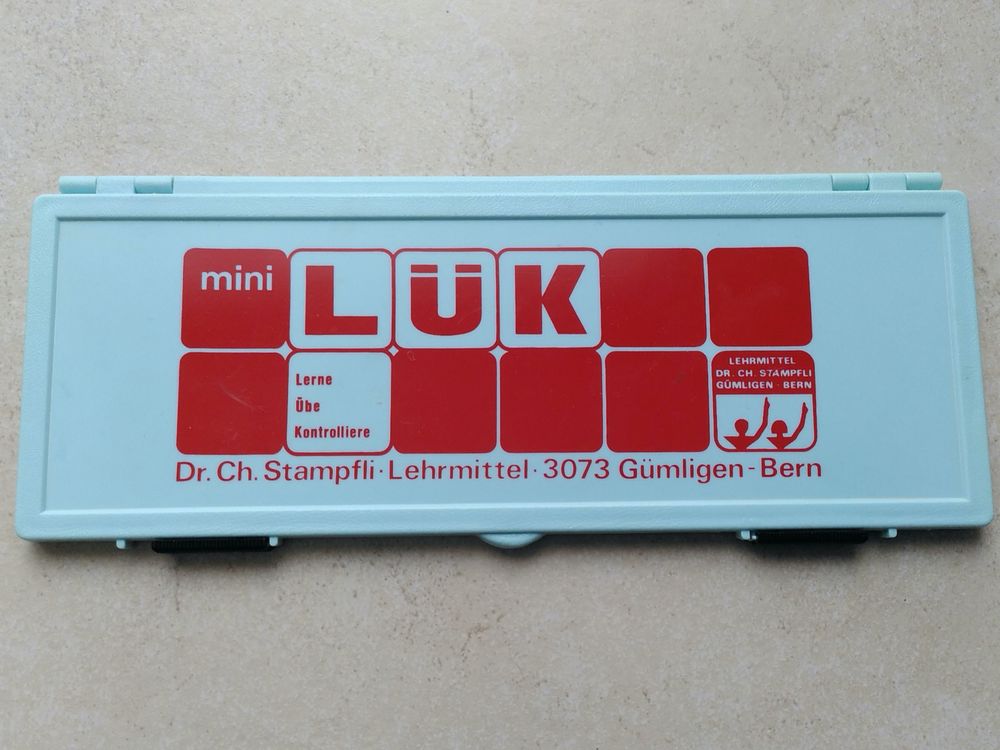 mini LÜK
Lerne
Übe
Kontrolliere
LEHRMITTEL
DR. CH. STAMPFLI
GÜMLIGEN - BERN
Dr. Ch. Stampfli · Lehrmittel · 3073 Gümligen - Bern